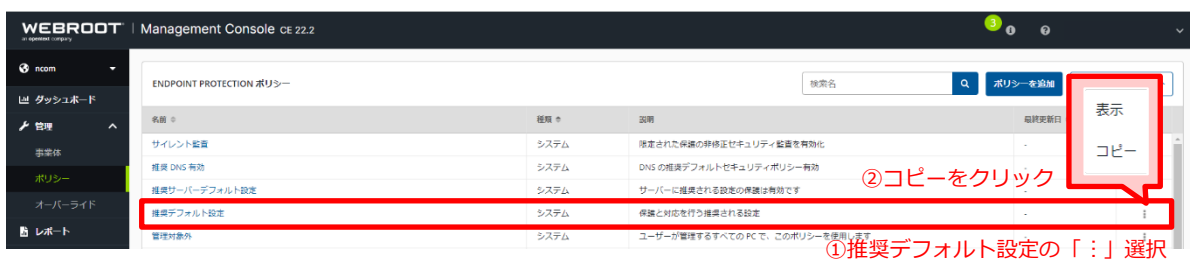 WEBROOT Management Console CE 22.2
an opentext company
3
ncom
ENDPOINT PROTECTION ポリシー
検索名
ポリシーを追加
ダッシュボード
管理
事業体
ポリシー
オーバーライド
レポート
名前 種類 説明 最終更新日
サイレント監査 システム 限定された保護の非修正セキュリティ監査を有効化 -
推奨 DNS 有効 システム DNS の推奨デフォルトセキュリティポリシー有効 -
推奨サーバーデフォルト設定 システム サーバーに推奨される設定の保護は有効です -
推奨デフォルト設定 システム 保護と対応を行う推奨される設定 - ⋮
管理対象外 システム ユーザーが管理するすべての PC で、このポリシーを使用します -
表示
コピー
②コピーをクリック
①推奨デフォルト設定の「⋮」選択